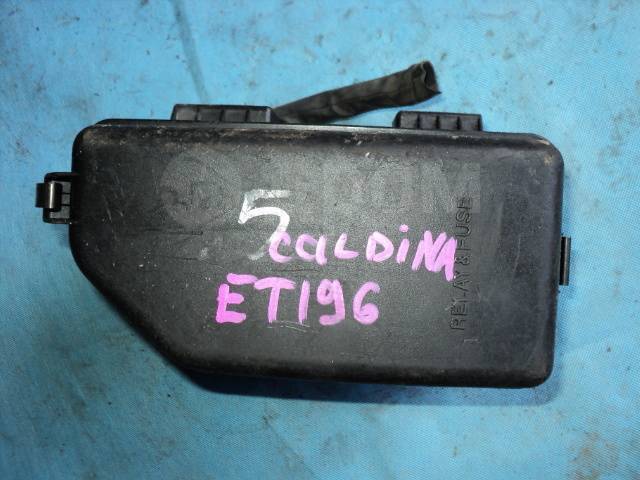 5
CALDiNA
ET196
RELAY & FUSE